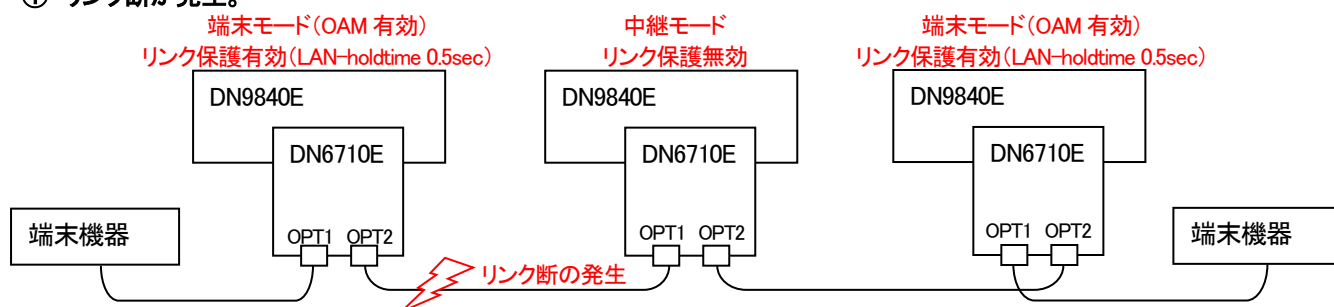 ① リンク断が発生。
端末モード(OAM 有効)
リンク保護有効(LAN-holdtime 0.5sec)
中継モード
リンク保護無効
端末モード(OAM 有効)
リンク保護有効(LAN-holdtime 0.5sec)
DN9840E
DN9840E
DN9840E
DN6710E
DN6710E
DN6710E
端末機器
OPT1 OPT2
OPT1 OPT2
OPT1 OPT2
端末機器
リンク断の発生